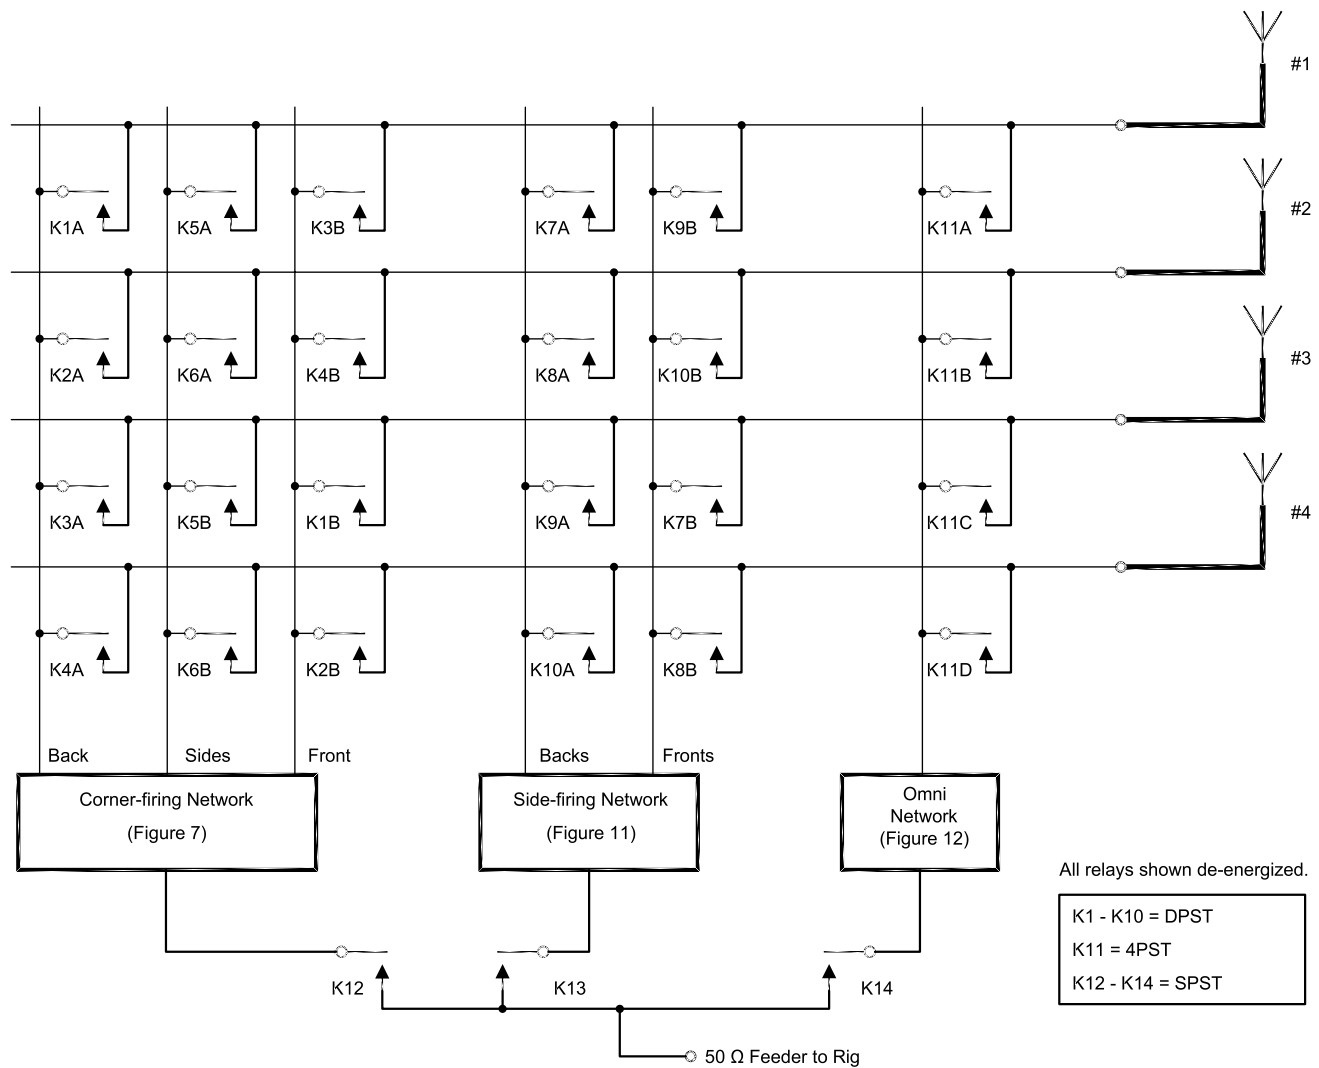 #1
K1A
K5A
K3B
K7A
K9B
K11A
#2
K2A
K6A
K4B
K8A
K10B
K11B
#3
K3A
K5B
K1B
K9A
K7B
K11C
#4
K4A
K6B
K2B
K10A
K8B
K11D
Back
Sides
Front
Backs
Fronts
Corner-firing Network
(Figure 7)
Side-firing Network
(Figure 11)
Omni
Network
(Figure 12)
All relays shown de-energized.
K1 - K10 = DPST
K11 = 4PST
K12 - K14 = SPST
K12
K13
K14
50 Ω Feeder to Rig